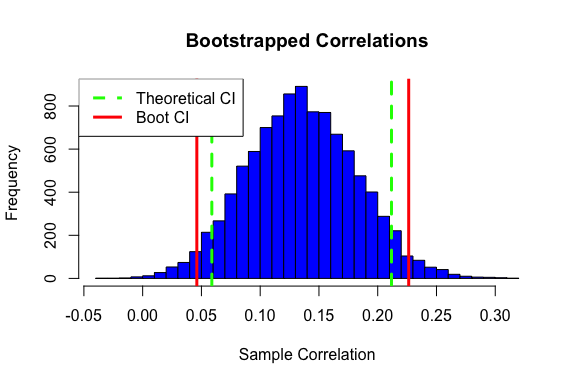 Bootstrapped Correlations
Theoretical CI
Boot CI
Frequency
0
200
400
600
800
-0.05
0.00
0.05
0.10
0.15
0.20
0.25
0.30
Sample Correlation